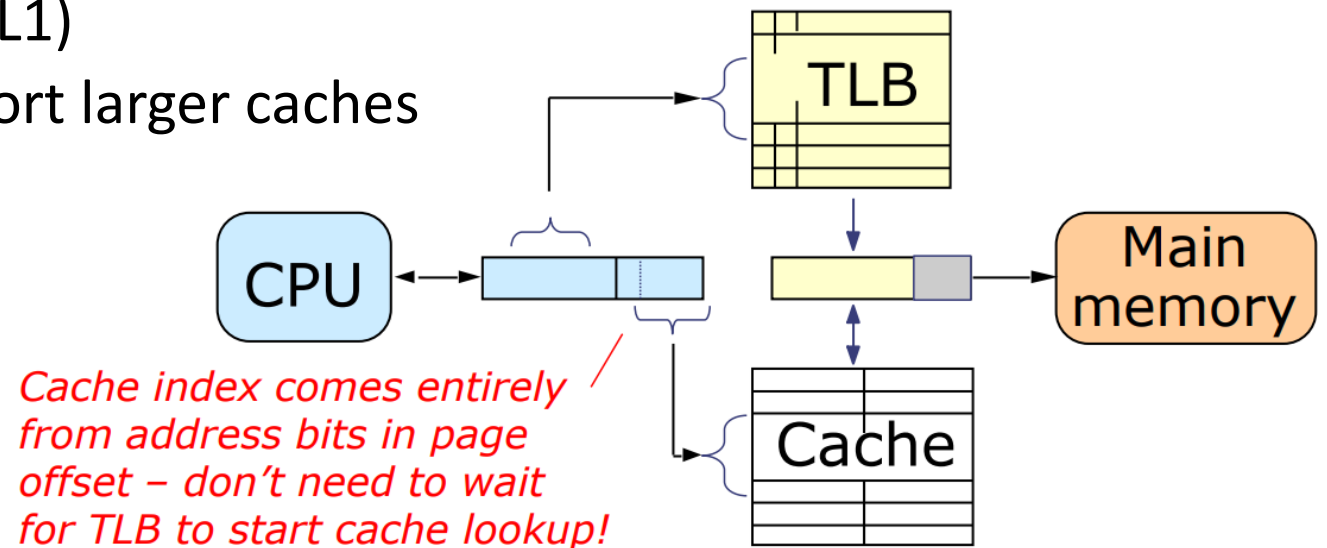 L1)
ort larger caches
TLB
CPU
Main
memory
Cache index comes entirely
from address bits in page
offset – don't need to wait
for TLB to start cache lookup!
Cache